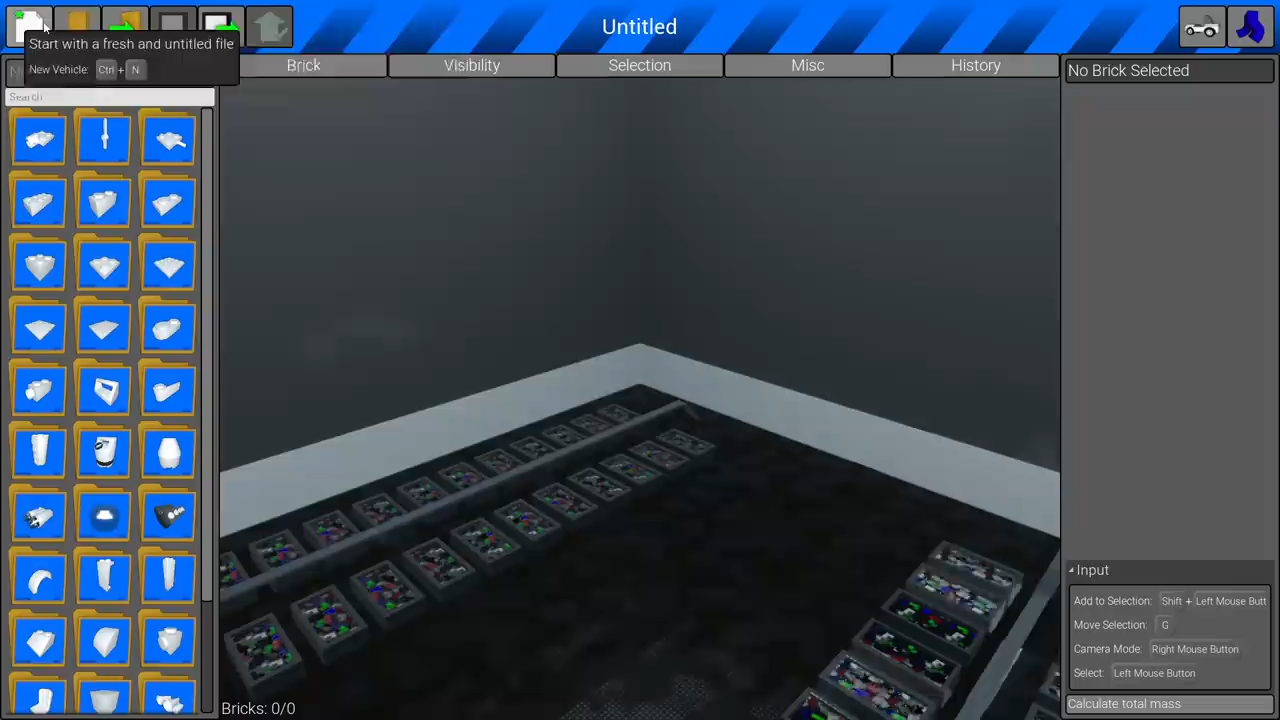 Untitled
Start with a fresh and untitled file
New Vehicle: Ctrl + N
Search
Brick
Visibility
Selection
Misc
History
No Brick Selected
Bricks: 0/0
Input
Add to Selection: Shift + Left Mouse Butt
Move Selection: G
Camera Mode: Right Mouse Button
Select: Left Mouse Button
Calculate total mass